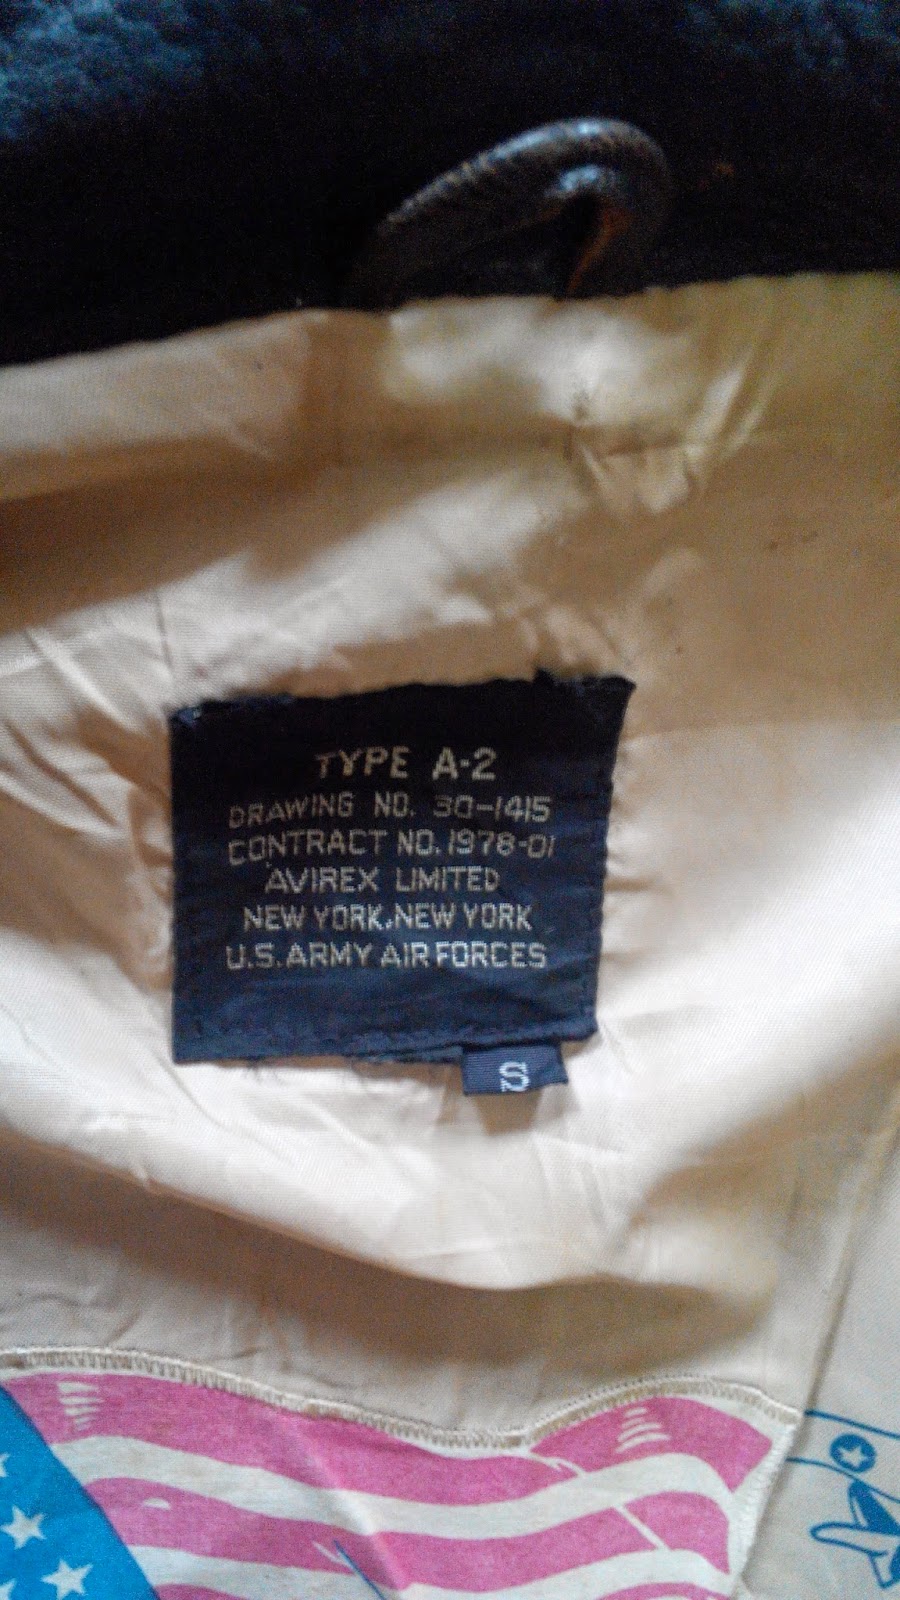 TYPE A-2
DRAWING NO. 30-1415
CONTRACT NO. 1978-01
AVIREX LIMITED
NEW YORK, NEW YORK
U.S. ARMY AIR FORCES
S